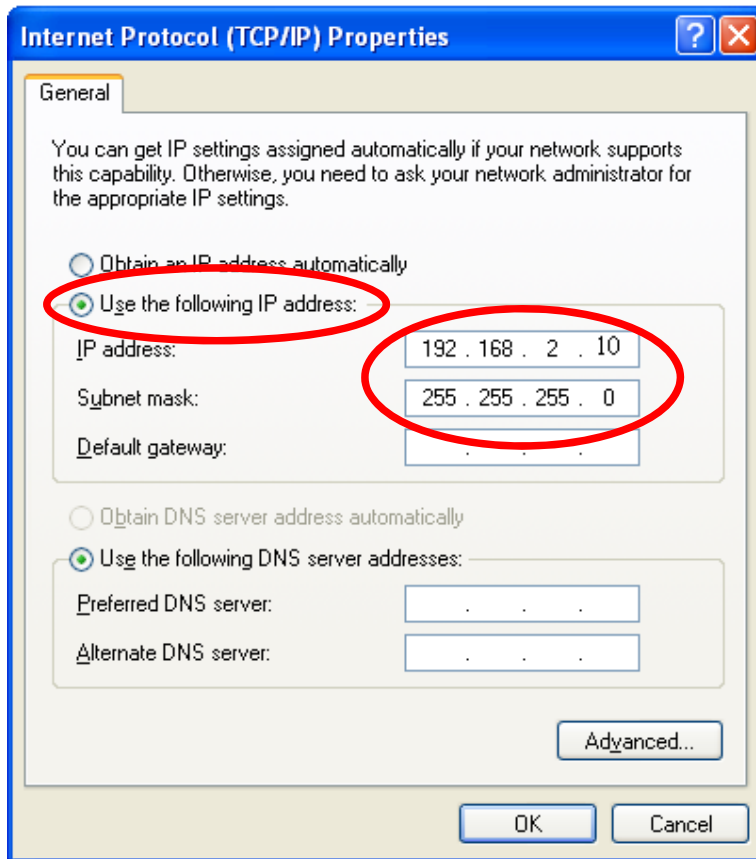 Internet Protocol (TCP/IP) Properties
General
You can get IP settings assigned automatically if your network supports
this capability. Otherwise, you need to ask your network administrator for
the appropriate IP settings.
Obtain an IP address automatically
Use the following IP address:
IP address: 192 . 168 . 2 . 10
Subnet mask: 255 . 255 . 255 . 0
Default gateway: . . .
Obtain DNS server address automatically
Use the following DNS server addresses:
Preferred DNS server: . . .
Alternate DNS server: . . .
Advanced...
OK Cancel